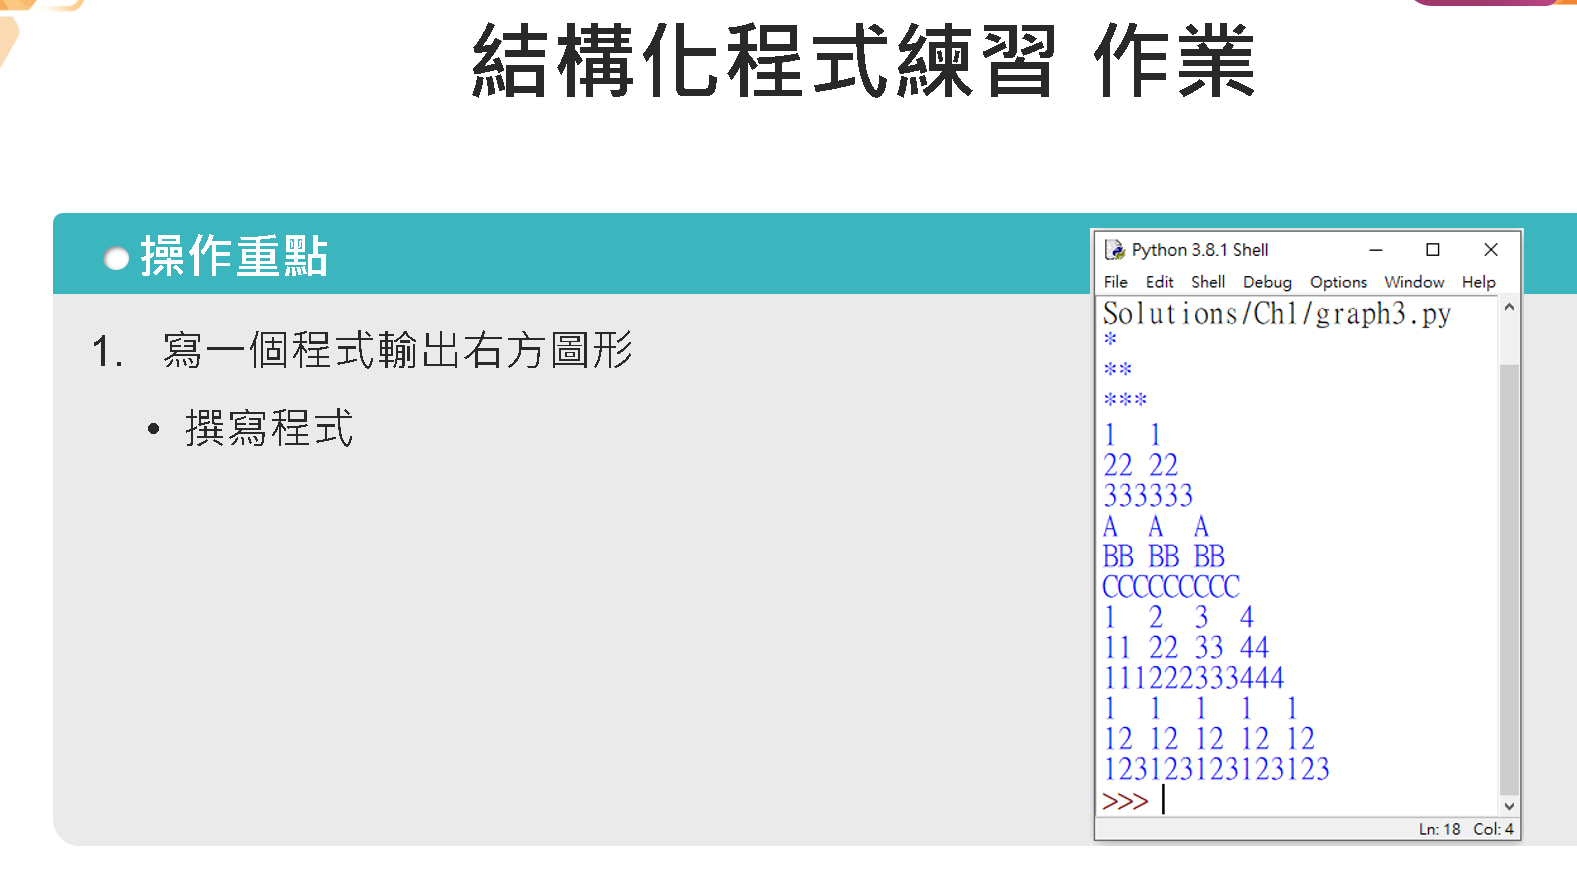 結構化程式練習 作業
操作重點
1. 寫一個程式輸出右方圖形
• 撰寫程式
Python 3.8.1 Shell
File Edit Shell Debug Options Window Help
Solutions/Ch1/graph3.py
*
**
***
1  1
22 22
333333
A  A  A
BB BB BB
CCCCCCCCC
1  2  3  4
11 22 33 44
111222333444
1  1  1  1  1
12 12 12 12 12
123123123123123
>>>
Ln: 18 Col: 4